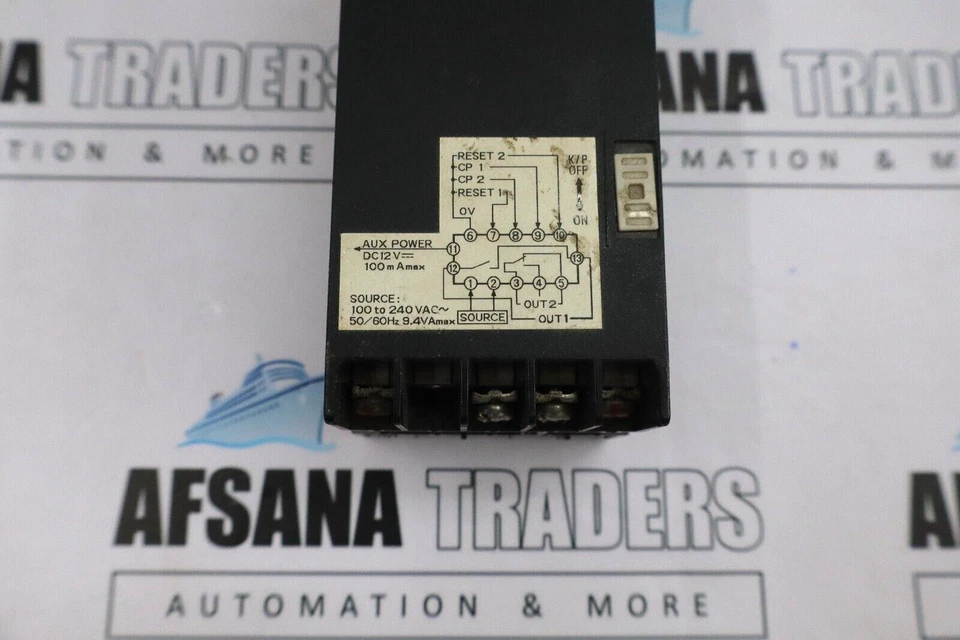 NA TRADERS
SANA TRADE
TION & MORE
OMATION & M
RESET 2
CP 1
CP 2
RESET 1
0V
K/P
OFF
ON
6 7 8 9 10
AUX POWER
DC12V⎓
100mAmax
11
12
13
1 2 3 4 5
SOURCE:
100 to 240 VAC~
50/60Hz 9.4VAmax
SOURCE
OUT2
OUT1
AFSANA TRADERS
AUTOMATION & MORE
A